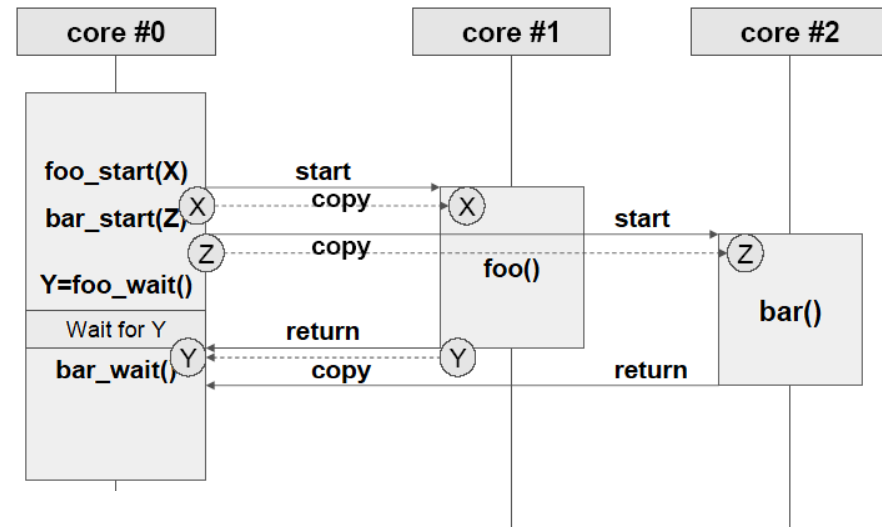 core #0
core #1
core #2
foo_start(X)
start
X
copy
X
bar_start(Z)
start
Z
copy
Z
foo()
Y=foo_wait()
bar()
Wait for Y
return
Y
Y
bar_wait()
copy
return